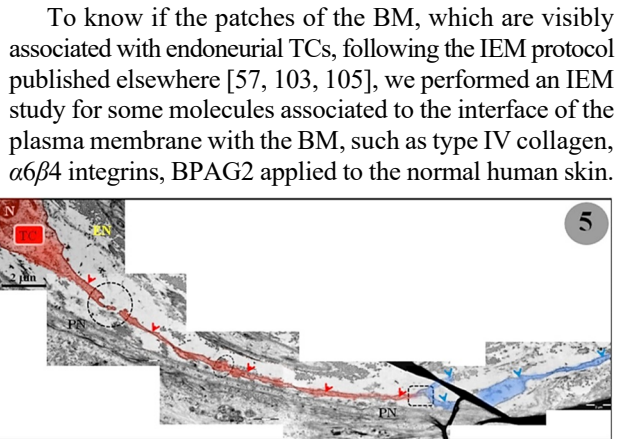 To know if the patches of the BM, which are visibly
associated with endoneurial TCs, following the IEM protocol
published elsewhere [57, 103, 105], we performed an IEM
study for some molecules associated to the interface of the
plasma membrane with the BM, such as type IV collagen,
α6β4 integrins, BPAG2 applied to the normal human skin.
N
5
TC
EN
2 μm
PN
PN